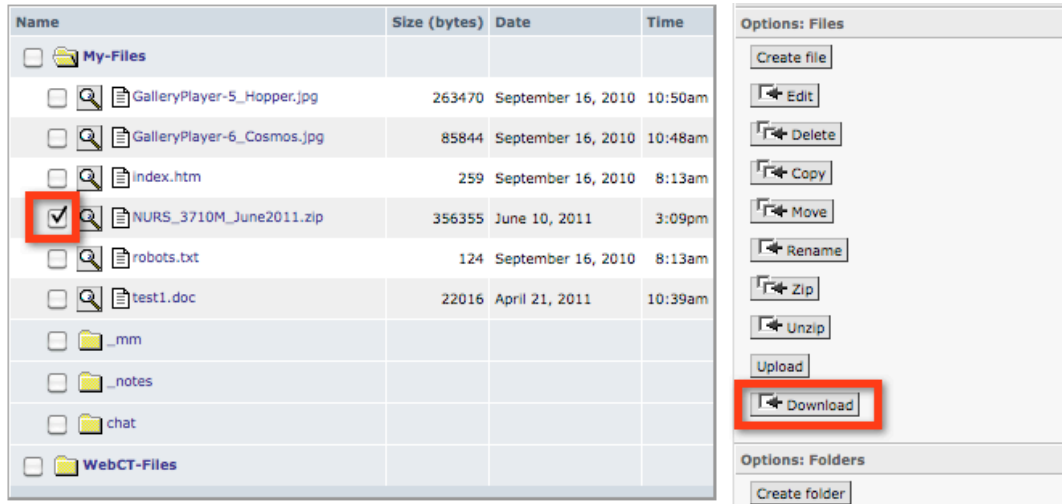 Name Size (bytes) Date Time
My-Files
GalleryPlayer-5_Hopper.jpg 263470 September 16, 2010 10:50am
GalleryPlayer-6_Cosmos.jpg 85844 September 16, 2010 10:48am
index.htm 259 September 16, 2010 8:13am
NURS_3710M_June2011.zip 356355 June 10, 2011 3:09pm
robots.txt 124 September 16, 2010 8:13am
test1.doc 22016 April 21, 2011 10:39am
_mm
_notes
chat
WebCT-Files
Options: Files
Create file
Edit
Delete
Copy
Move
Rename
Zip
Unzip
Upload
Download
Options: Folders
Create folder